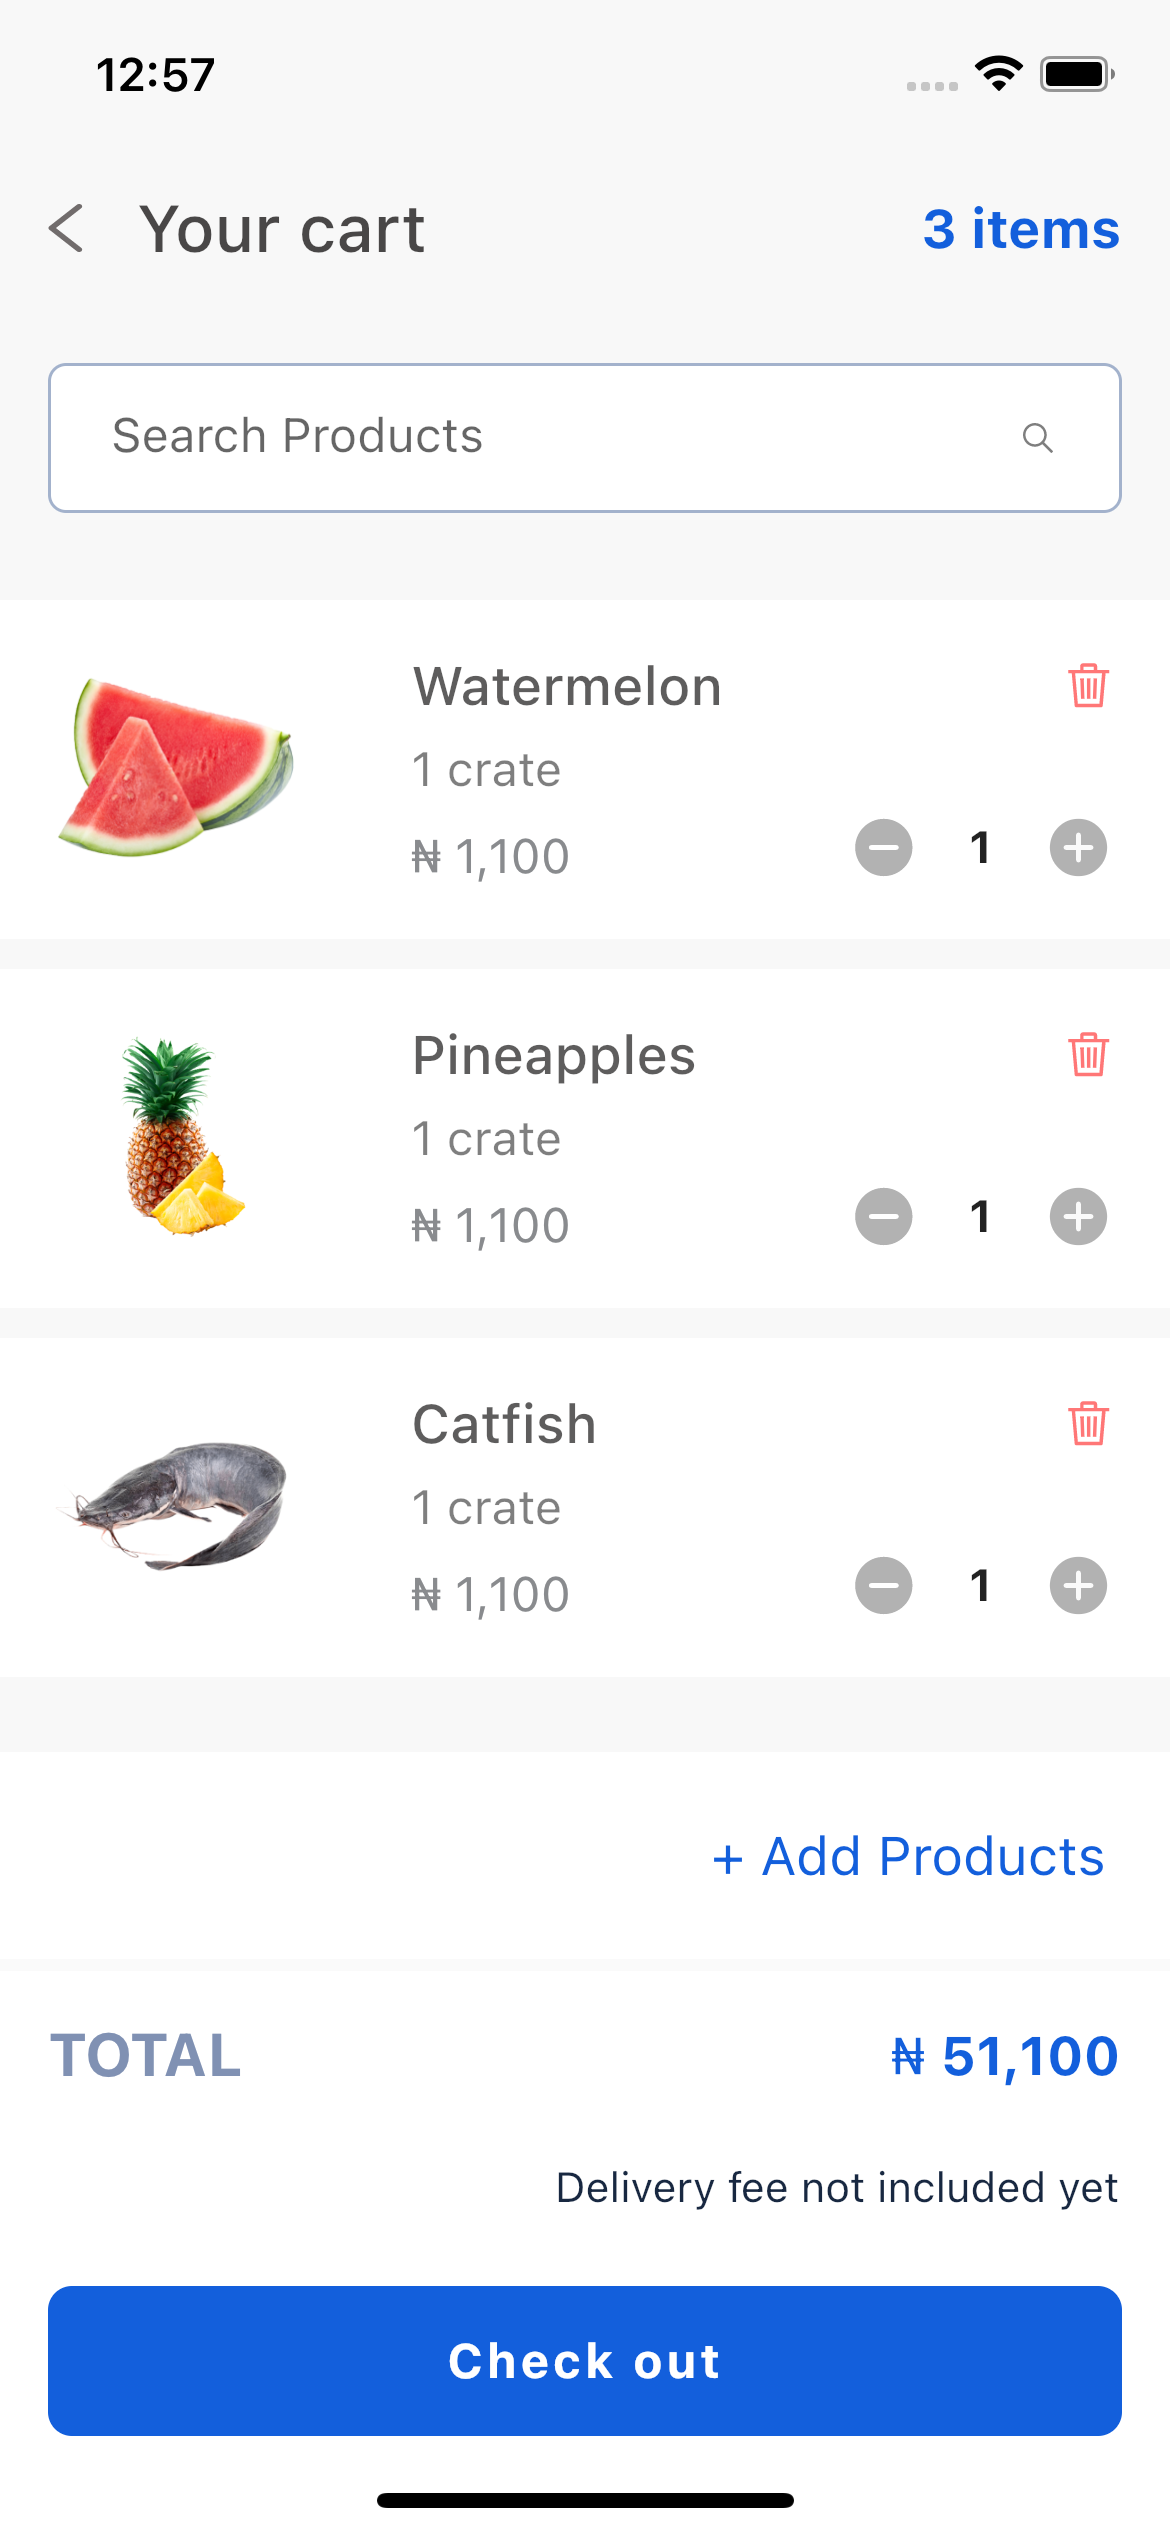 12:57
Your cart
3 items
Search Products
Watermelon
1 crate
₦ 1,100
1
Pineapples
1 crate
₦ 1,100
1
Catfish
1 crate
₦ 1,100
1
+ Add Products
TOTAL
₦ 51,100
Delivery fee not included yet
Check out